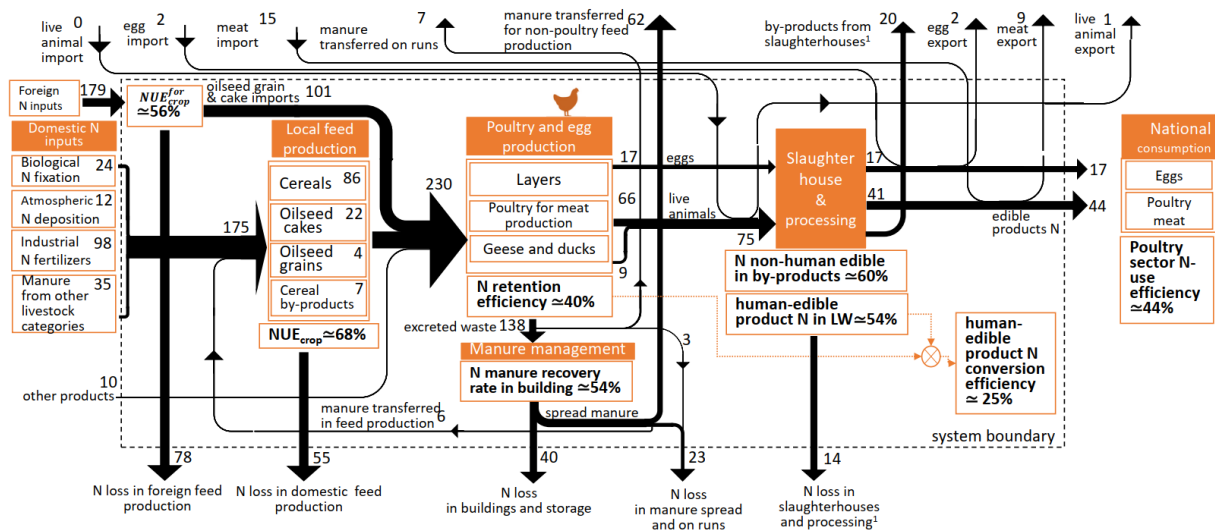 0
live
animal
import
2
egg
import
15
meat
import
7
manure
transferred on runs
manure transferred
for non-poultry feed
production
62
by-products from
slaughterhouses¹
20
2
egg
export
9
meat
export
live
animal
export
1
Foreign
N inputs
179
NUE^for_crop
≃56%
oilseed grain
& cake imports
101
Domestic N
inputs
Biological
N fixation
24
Atmospheric
N deposition
12
Industrial
N fertilizers
98
Manure
from other
livestock
categories
35
175
Local feed
production
Cereals
86
Oilseed
cakes
22
Oilseed
grains
4
Cereal
by-products
7
NUE_crop ≃68%
230
Poultry and egg
production
Layers
Poultry for meat
production
Geese and ducks
N retention
efficiency ≃40%
17
eggs
66
live
animals
9
75
Slaughter
house
&
processing
17
41
edible
products N
17
44
N non-human edible
in by-products ≃60%
human-edible
product N in LW≃54%
human-
edible
product N
conversion
efficiency
≃ 25%
National
consumption
Eggs
Poultry
meat
Poultry
sector N-
use
efficiency
≃44%
excreted waste
138
Manure management
N manure recovery
rate in building ≃54%
3
spread manure
10
other products
manure transferred
in feed production
6
system boundary
78
N loss in foreign feed
production
55
N loss in domestic feed
production
40
N loss
in buildings and storage
23
N loss
in manure spread
and on runs
14
N loss in
slaughterhouses
and processing¹